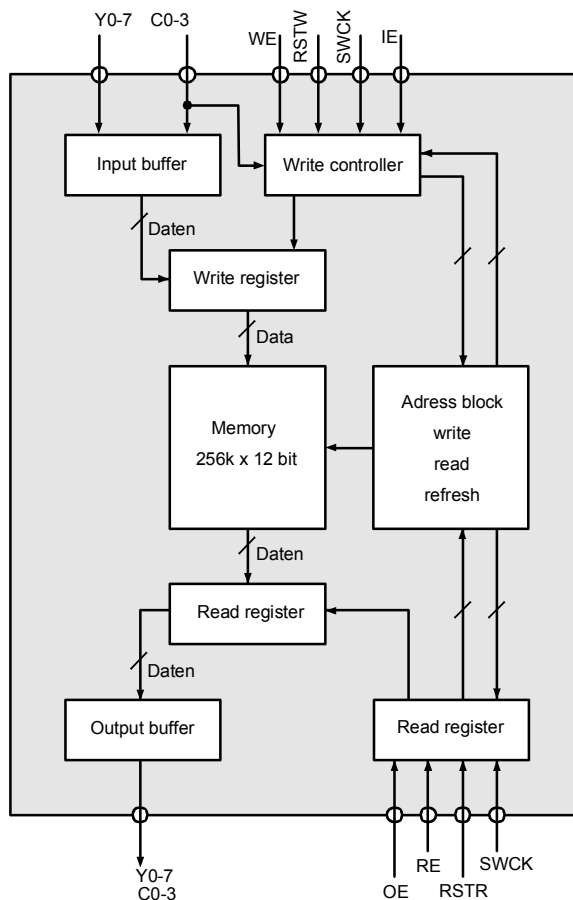 Y0-7
C0-3
WE
RSTW
SWCK
IE
Input buffer
Write controller
Daten
Write register
Data
Memory
256k x 12 bit
Adress block
write
read
refresh
Daten
Read register
Daten
Output buffer
Read register
Y0-7
C0-3
OE
RE
RSTR
SWCK